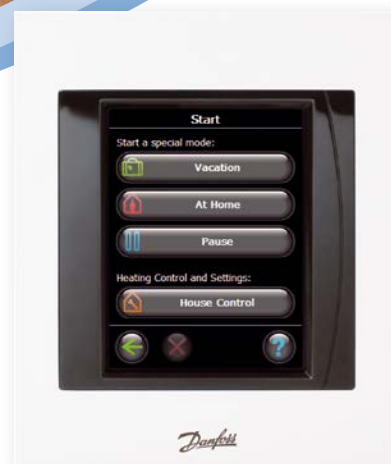 Start
Start a special mode:
Vacation
At Home
Pause
Heating Control and Settings:
House Control
?
Danfoss